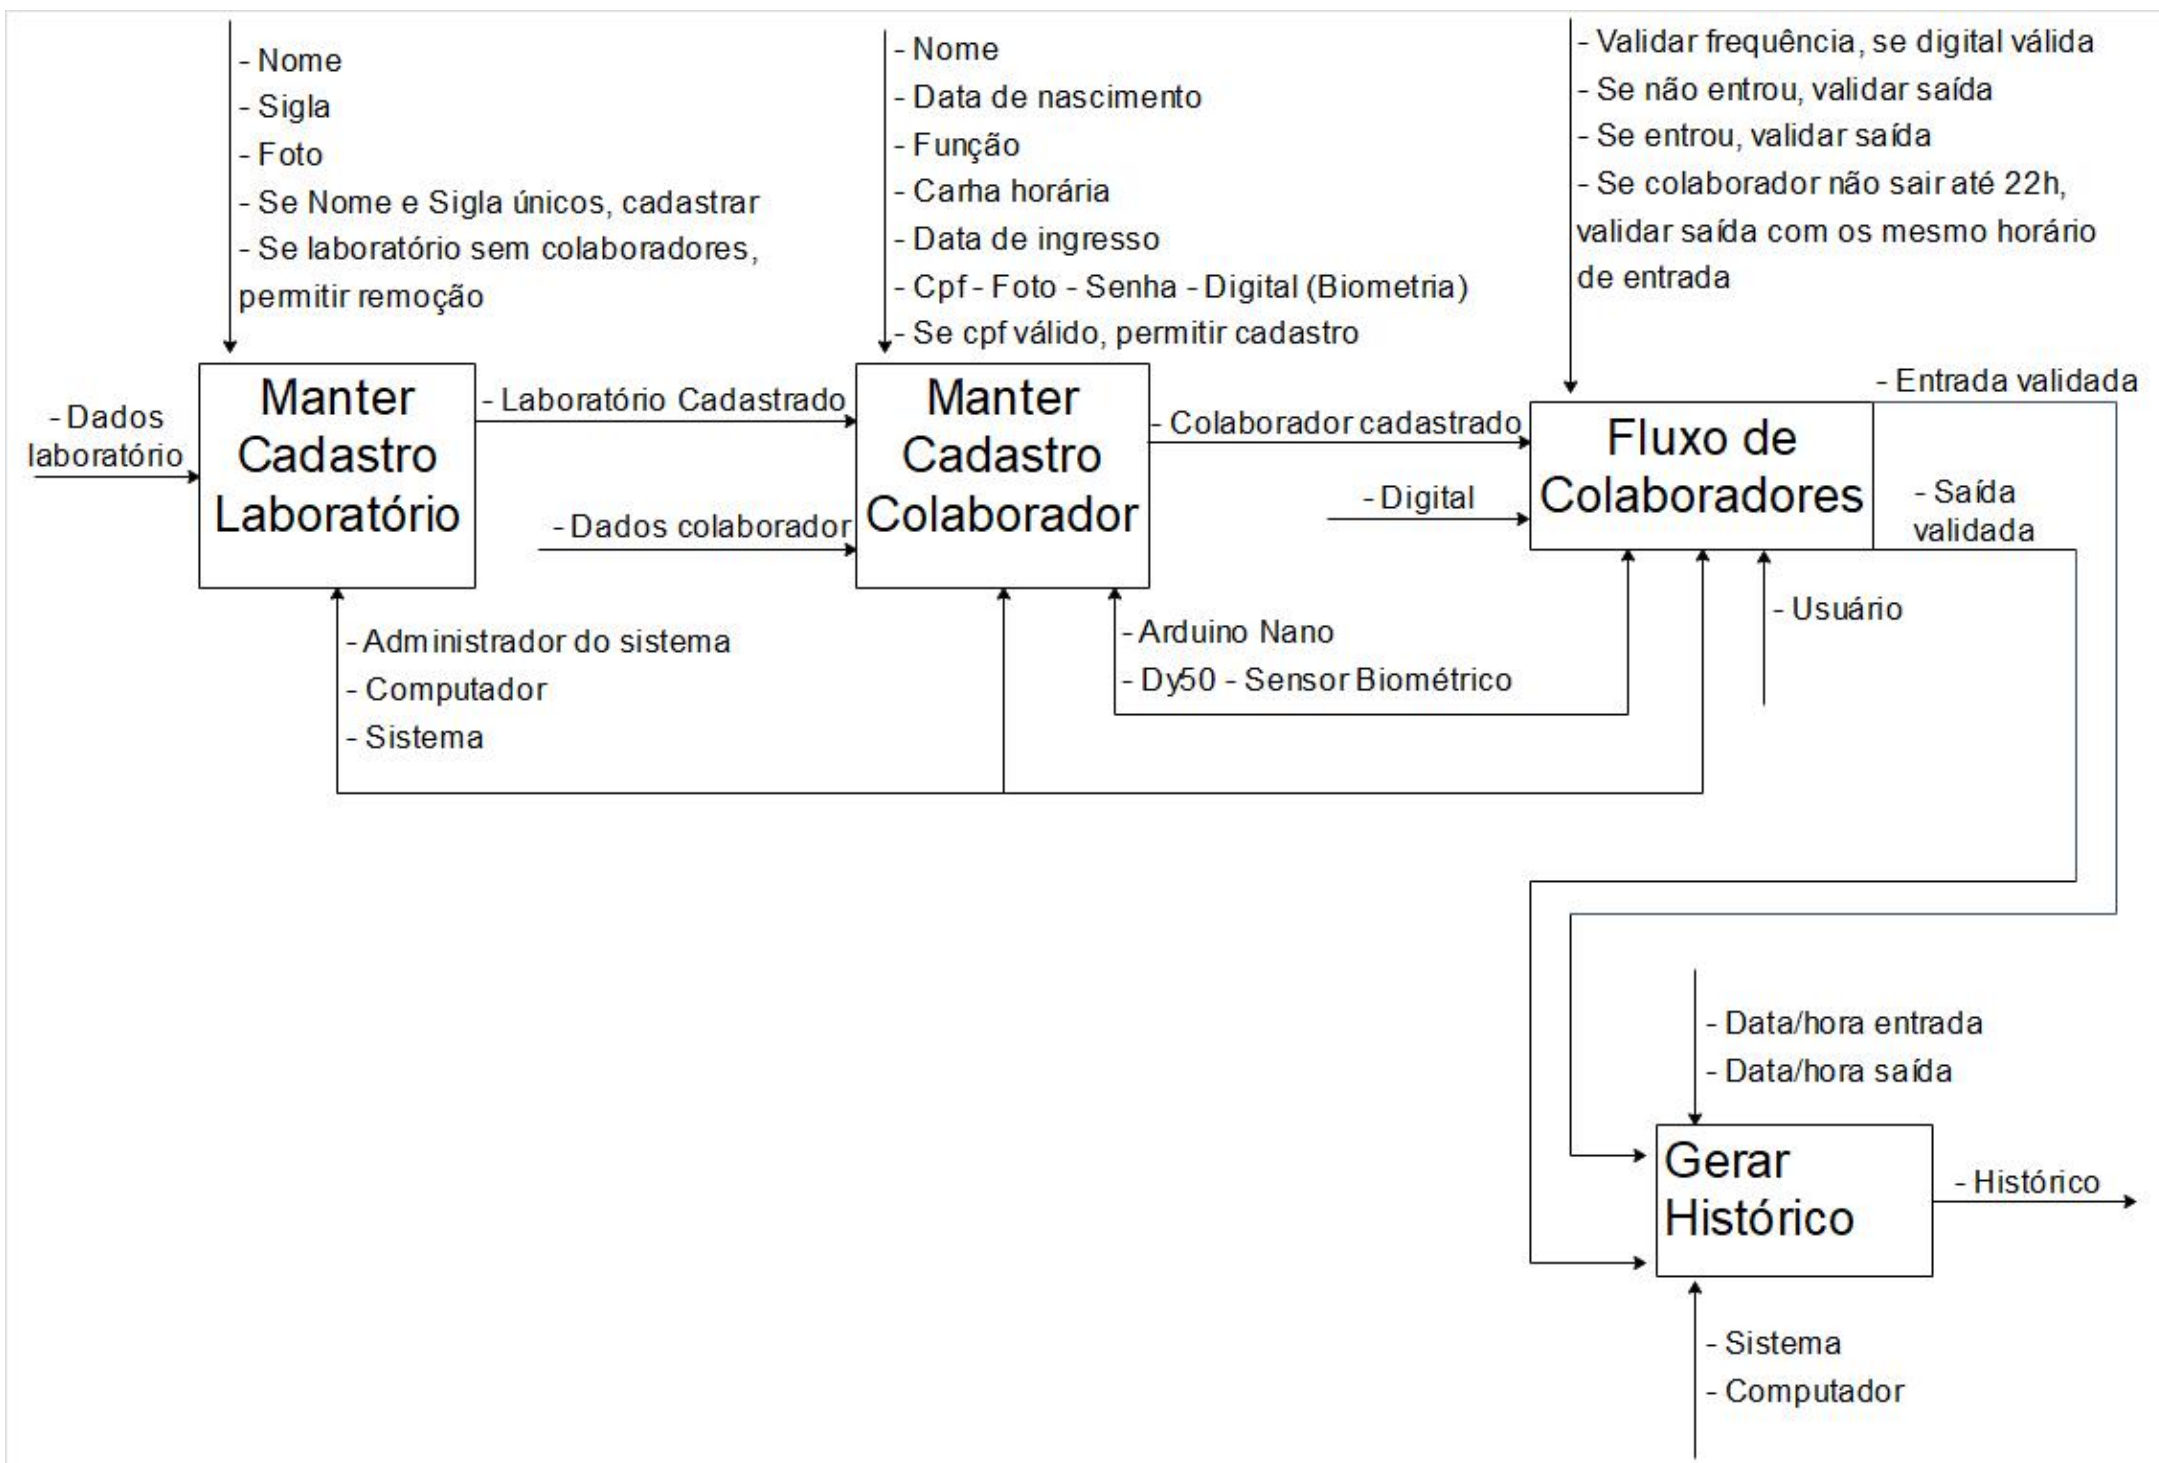 - Nome
- Sigla
- Foto
- Se Nome e Sigla únicos, cadastrar
- Se laboratório sem colaboradores,
permitir remoção
- Nome
- Data de nascimento
- Função
- Carha horária
- Data de ingresso
- Cpf - Foto - Senha - Digital (Biometria)
- Se cpf válido, permitir cadastro
- Validar frequência, se digital válida
- Se não entrou, validar saída
- Se entrou, validar saída
- Se colaborador não sair até 22h,
validar saída com os mesmo horário
de entrada
- Dados
laboratório
Manter
Cadastro
Laboratório
- Laboratório Cadastrado
- Dados colaborador
Manter
Cadastro
Colaborador
- Colaborador cadastrado
- Digital
Fluxo de
Colaboradores
- Entrada validada
- Saída
validada
- Administrador do sistema
- Computador
- Sistema
- Arduino Nano
- Dy50 - Sensor Biométrico
- Usuário
- Data/hora entrada
- Data/hora saída
Gerar
Histórico
- Histórico
- Sistema
- Computador